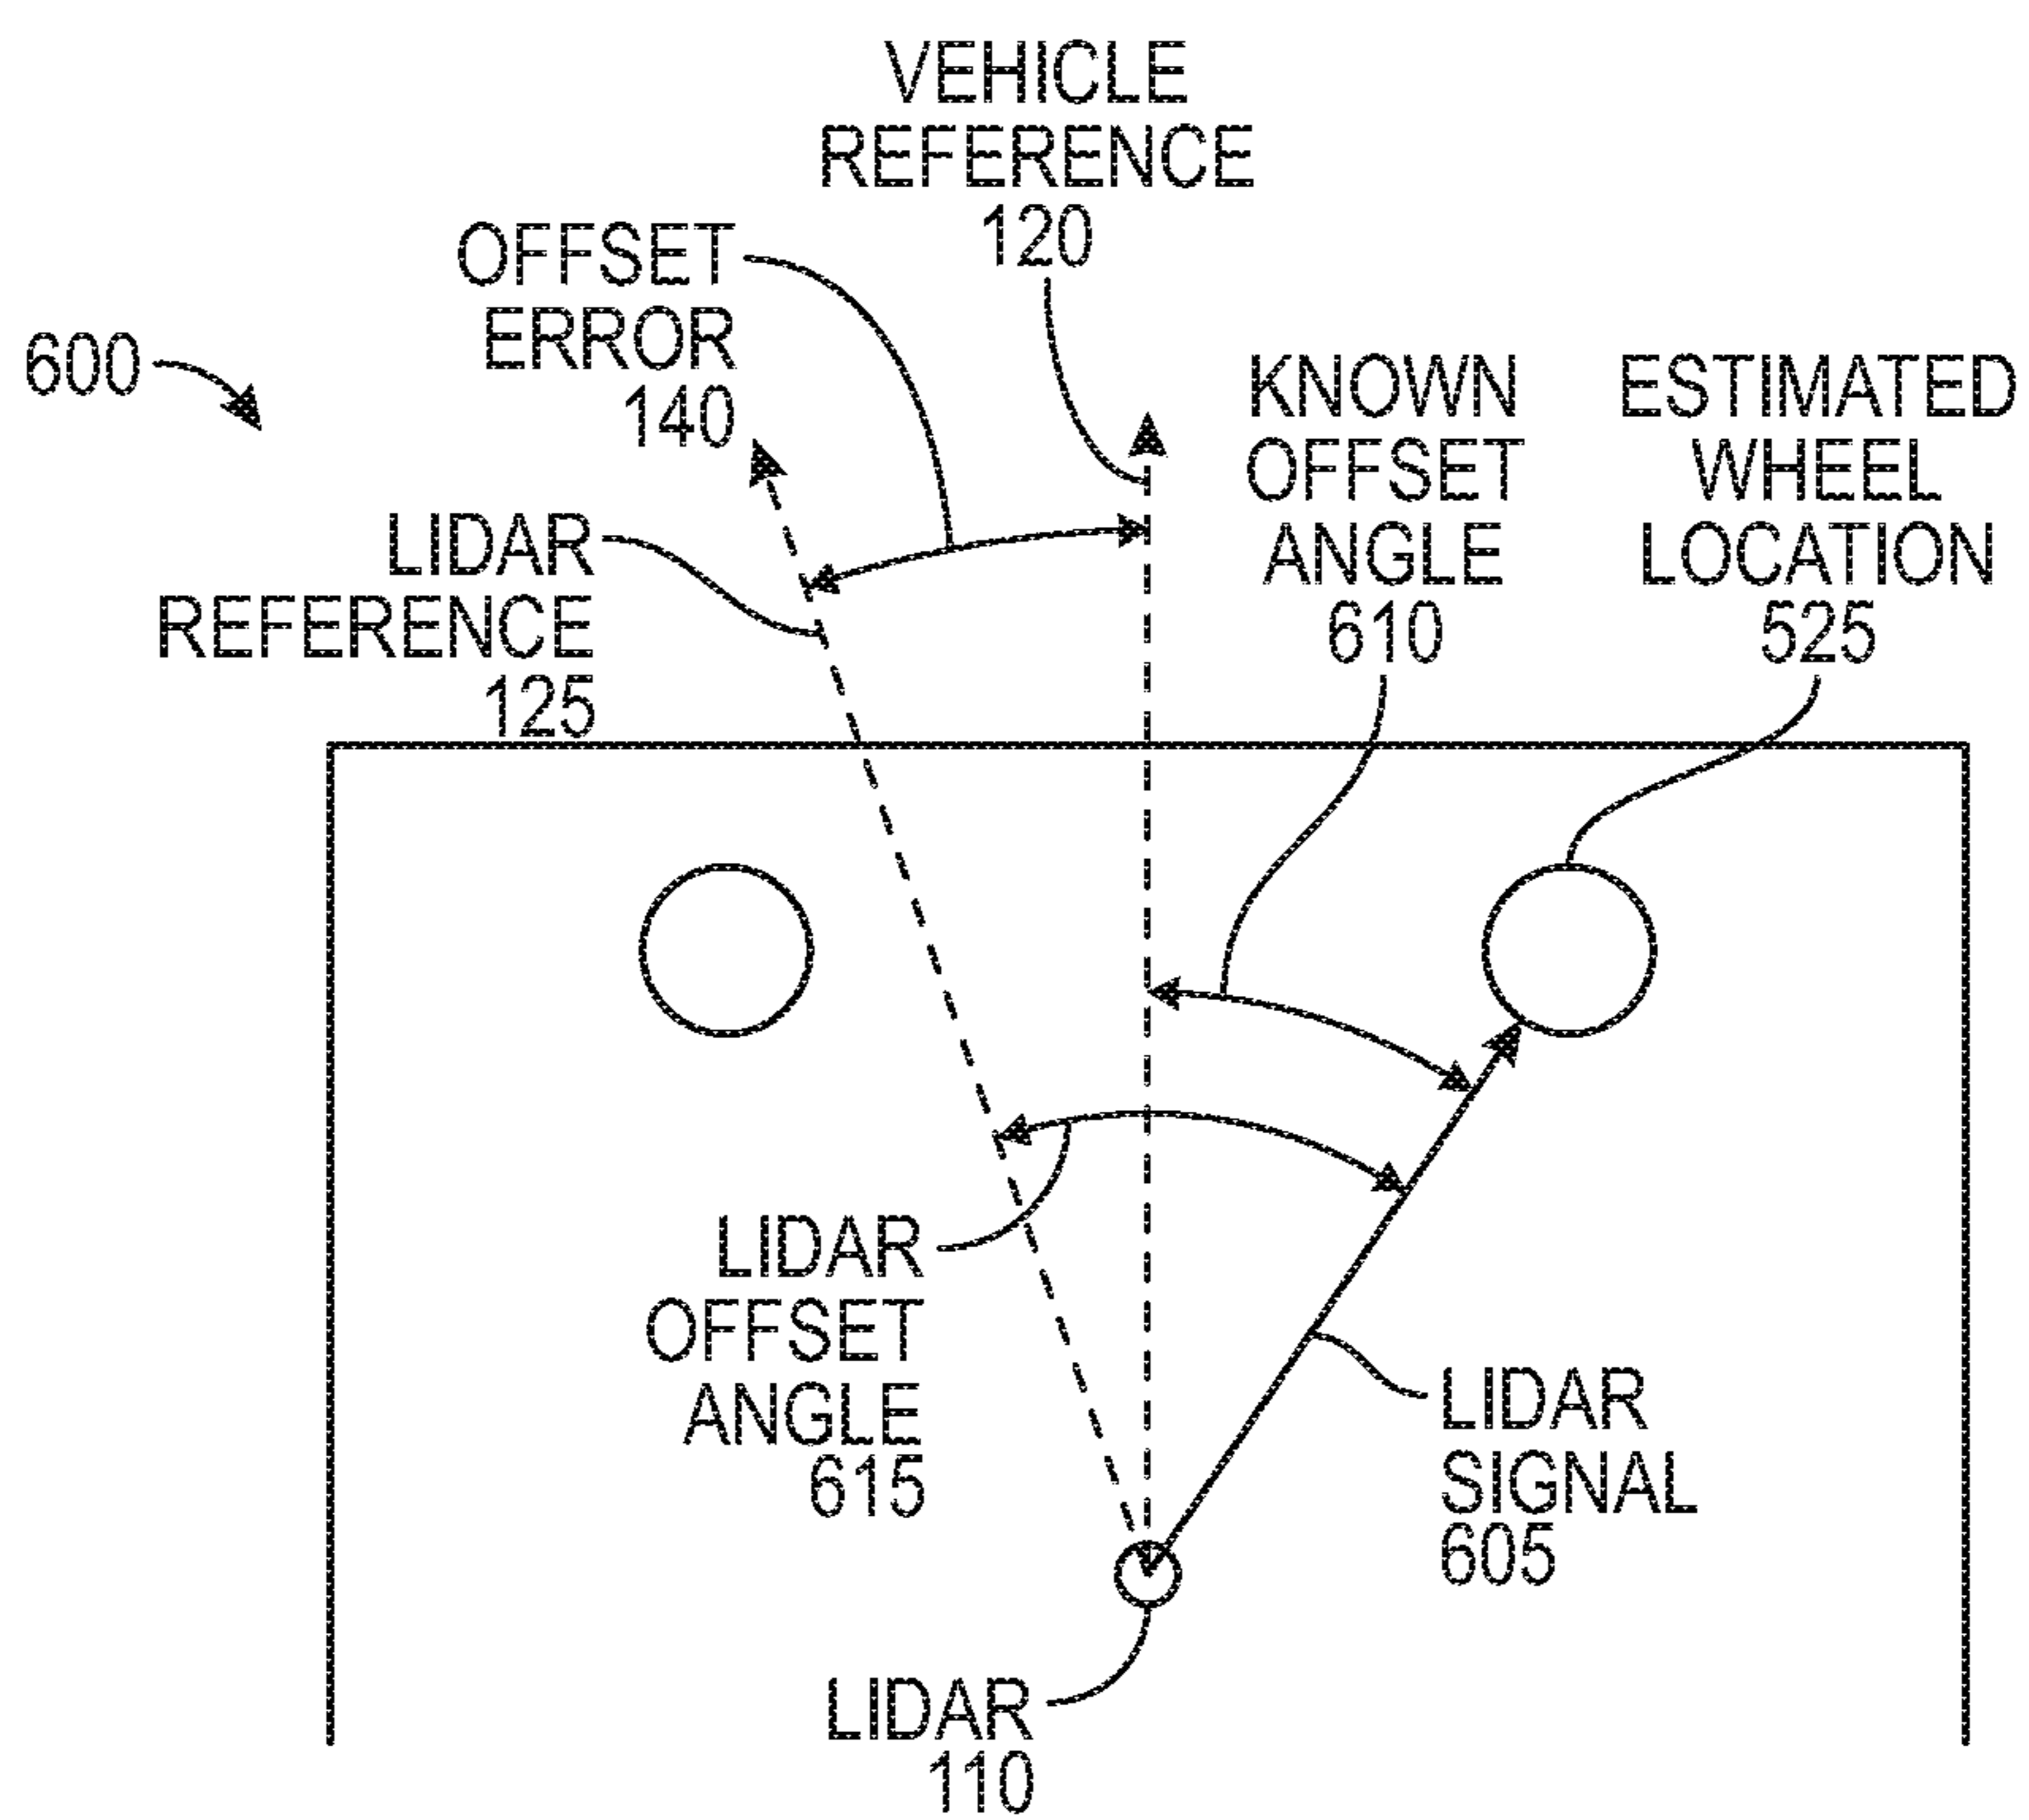 VEHICLE
REFERENCE
120
OFFSET
ERROR
140
600
KNOWN
OFFSET
ANGLE
610
ESTIMATED
WHEEL
LOCATION
525
LIDAR
REFERENCE
125
LIDAR
OFFSET
ANGLE
615
LIDAR
SIGNAL
605
LIDAR
110